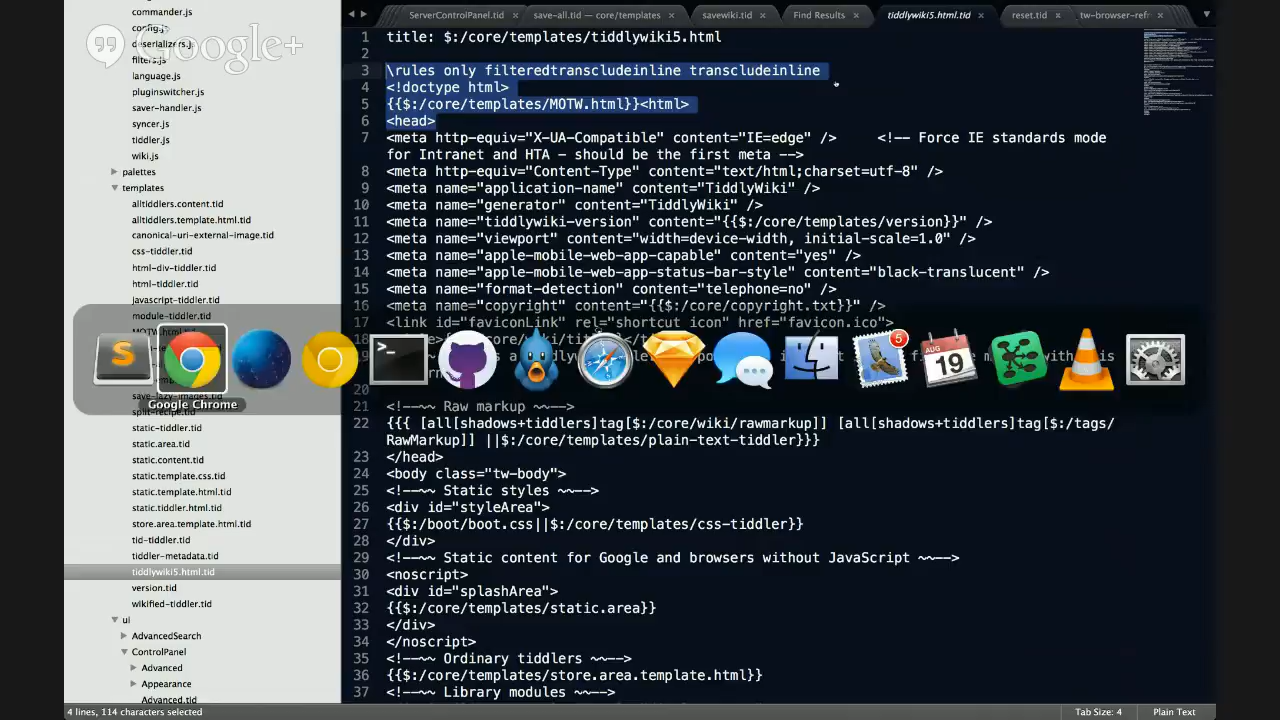 commander.js
config.js
deserializers.js
filters.js
language.js
pluginswitcher.js
saver-handler.js
syncer.js
tiddler.js
wiki.js
palettes
templates
alltiddlers.content.tid
alltiddlers.template.html.tid
canonical-uri-external-image.tid
css-tiddler.tid
html-div-tiddler.tid
html-tiddler.tid
javascript-tiddler.tid
module-tiddler.tid
MOTW.html.tid
save-lazy-images.tid
split-recipe.tid
static-tiddler.tid
static.area.tid
static.content.tid
static.template.css.tid
static.template.html.tid
static.tiddler.html.tid
store.area.template.html.tid
tid-tiddler.tid
tiddler-metadata.tid
tiddlywiki5.html.tid
version.tid
wikified-tiddler.tid
ui
AdvancedSearch
ControlPanel
Advanced
Appearance
Advanced.tid
Google+
ServerControlPanel.tid
save-all.tid — core/templates
savewiki.tid
Find Results
tiddlywiki5.html.tid
reset.tid
tw-browser-refr
1 title: $:/core/templates/tiddlywiki5.html
2
3 \rules only filteredtranscludeinline transcludeinline
4 <!doctype html>
5 {{$:/core/templates/MOTW.html}}<html>
6 <head>
7 <meta http-equiv="X-UA-Compatible" content="IE=edge" /> <!-- Force IE standards
mode for Intranet and HTA - should be the first meta -->
8 <meta http-equiv="Content-Type" content="text/html;charset=utf-8" />
9 <meta name="application-name" content="TiddlyWiki" />
10 <meta name="generator" content="TiddlyWiki" />
11 <meta name="tiddlywiki-version" content="{{$:/core/templates/version}}" />
12 <meta name="viewport" content="width=device-width, initial-scale=1.0" />
13 <meta name="apple-mobile-web-app-capable" content="yes" />
14 <meta name="apple-mobile-web-app-status-bar-style" content="black-translucent" />
15 <meta name="format-detection" content="telephone=no" />
16 <meta name="copyright" content="{{$:/core/copyright.txt}}" />
17 <link id="faviconLink" rel="shortcut icon" href="favicon.ico">
5
AUG
19
Google Chrome
20
21 <!--~~ Raw markup ~~-->
22 {{{ [all[shadows+tiddlers]tag[$:/core/wiki/rawmarkup]] [all[shadows+tiddlers]tag[$:/tags/
RawMarkup]] ||$:/core/templates/plain-text-tiddler}}}
23 </head>
24 <body class="tw-body">
25 <!--~~ Static styles ~~-->
26 <div id="styleArea">
27 {{$:/boot/boot.css||$:/core/templates/css-tiddler}}
28 </div>
29 <!--~~ Static content for Google and browsers without JavaScript ~~-->
30 <noscript>
31 <div id="splashArea">
32 {{$:/core/templates/static.area}}
33 </div>
34 </noscript>
35 <!--~~ Ordinary tiddlers ~~-->
36 {{$:/core/templates/store.area.template.html}}
37 <!--~~ Library modules ~~-->
4 lines, 114 characters selected
Tab Size: 4
Plain Text